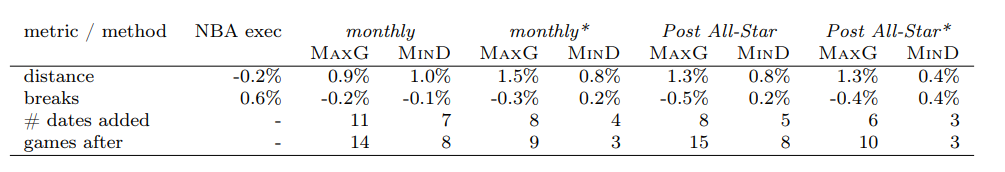 metric / method NBA exec monthly monthly* Post All-Star Post All-Star*
MaxG MinD MaxG MinD MaxG MinD MaxG MinD
distance -0.2% 0.9% 1.0% 1.5% 0.8% 1.3% 0.8% 1.3% 0.4%
breaks 0.6% -0.2% -0.1% -0.3% 0.2% -0.5% 0.2% -0.4% 0.4%
# dates added - 11 7 8 4 8 5 6 3
games after - 14 8 9 3 15 8 10 3